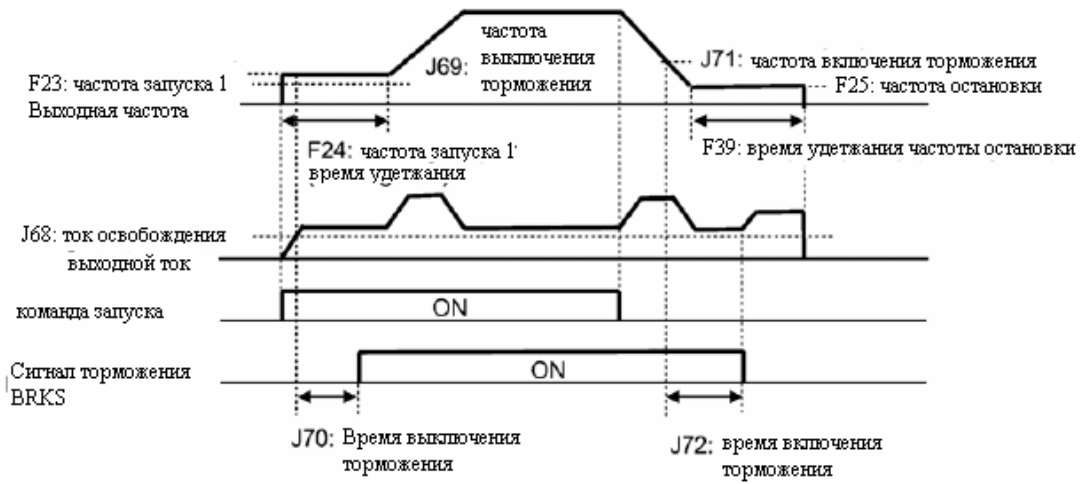 частота
выключения
торможения
J69:
F23: частота запуска 1
Выходная частота
J71: частота включения торможения
F25: частота остановки
F24: частота запуска 1
время удетжания
F39: время удетжания частоты остановки
J68: ток освобождения
выходной ток
команда запуска
ON
Сигнал торможения
BRKS
ON
J70: Время выключения
торможения
J72: время включения
торможения